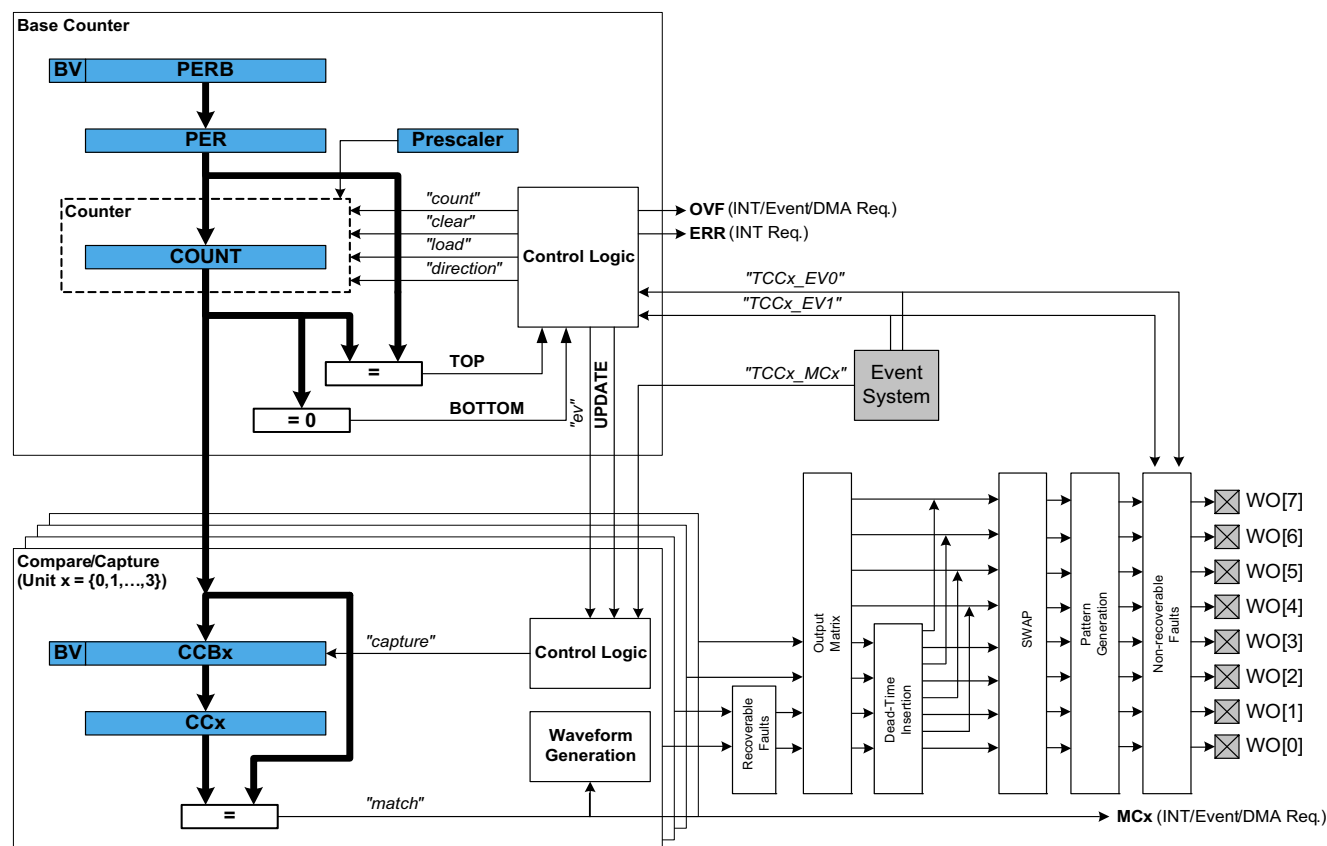 Base Counter
BV
PERB
PER
Prescaler
Counter
COUNT
"count"
"clear"
"load"
"direction"
Control Logic
OVF (INT/Event/DMA Req.)
ERR (INT Req.)
"TCCx_EV0"
"TCCx_EV1"
"TCCx_MCx"
Event
System
=
TOP
= 0
BOTTOM
"ev"
UPDATE
Compare/Capture
(Unit x = {0,1,…,3})
BV
CCBx
"capture"
Control Logic
CCx
Waveform
Generation
=
"match"
Recoverable
Faults
Output
Matrix
Dead-Time
Insertion
SWAP
Pattern
Generation
Non-recoverable
Faults
WO[7]
WO[6]
WO[5]
WO[4]
WO[3]
WO[2]
WO[1]
WO[0]
MCx (INT/Event/DMA Req.)